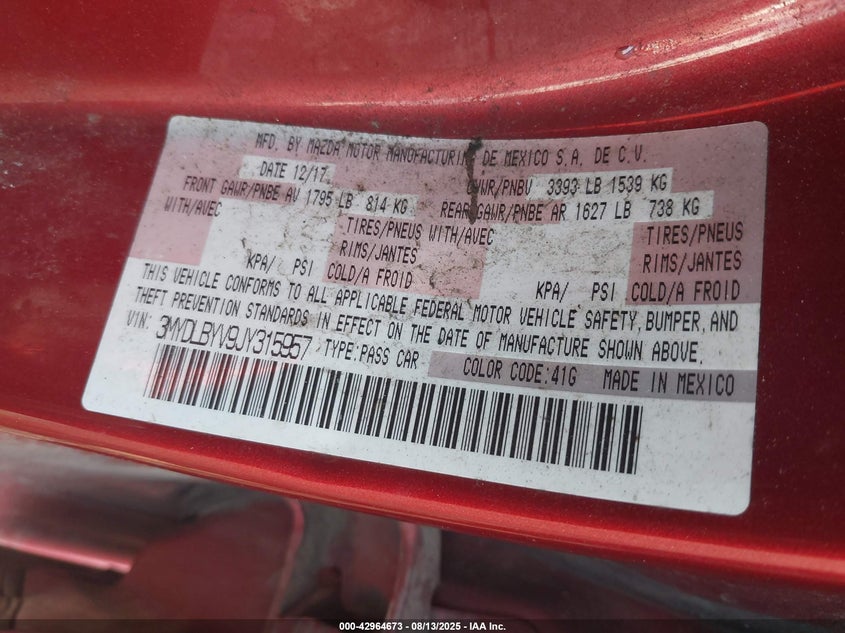 MFD. BY MAZDA MOTOR MANUFACTURING DE MEXICO S.A. DE C.V.
DATE 12/17 GVWR/PNBV 3393 LB 1539 KG
FRONT GAWR/PNBE AV 1795 LB 814 KG REAR GAWR/PNBE AR 1627 LB 738 KG
WITH/AVEC TIRES/PNEUS WITH/AVEC TIRES/PNEUS
RIMS/JANTES RIMS/JANTES
KPA/ PSI COLD/A FROID KPA/ PSI COLD/A FROID
THIS VEHICLE CONFORMS TO ALL APPLICABLE FEDERAL MOTOR VEHICLE SAFETY, BUMPER, AND
THEFT PREVENTION STANDARDS IN EFFECT ON THE DATE OF MANUFACTURE SHOWN ABOVE.
VIN: 3MYDLBYV9JY315957 TYPE:PASS CAR COLOR CODE:41G MADE IN MEXICO
000-42964673 - 08/13/2025 - IAA Inc.